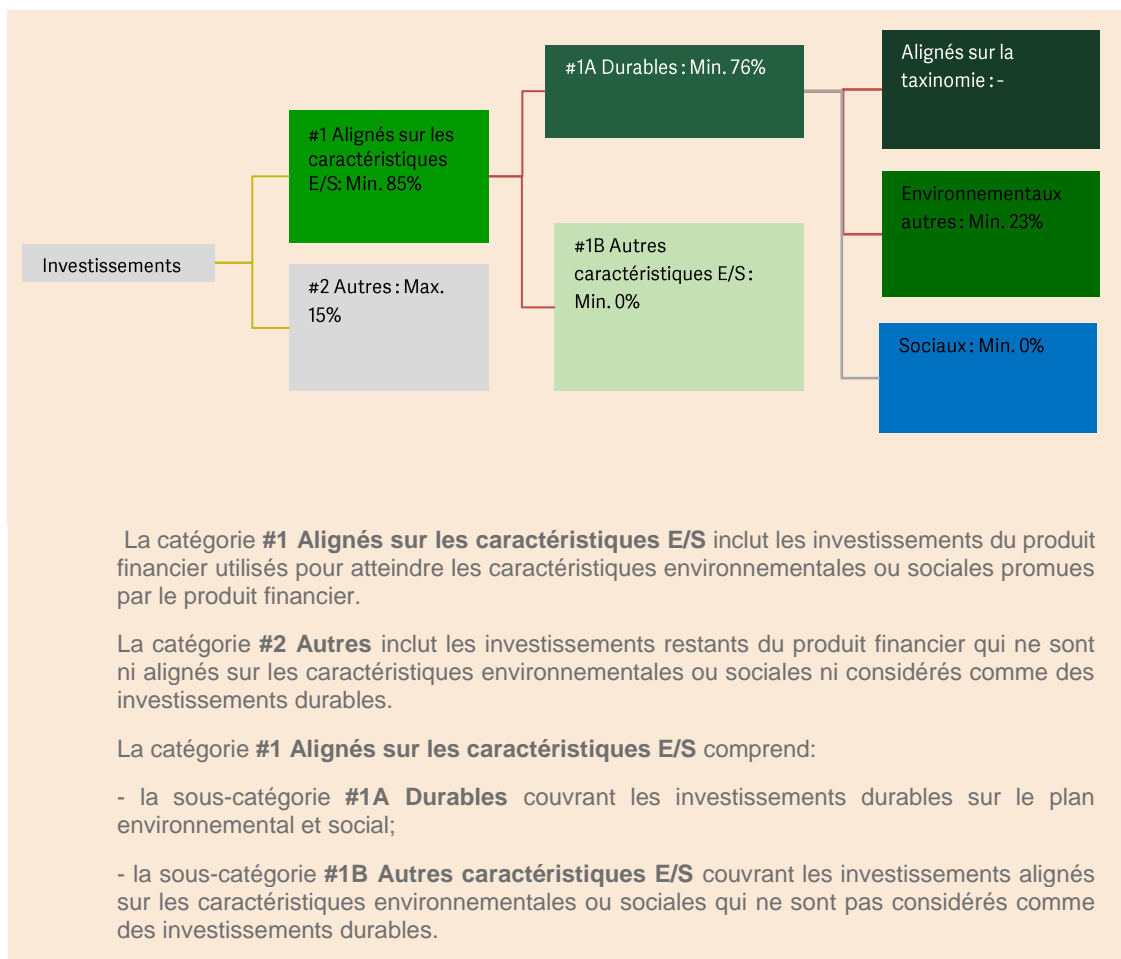 Investissements
#1 Alignés sur les
caractéristiques
E/S: Min. 85%
#2 Autres : Max.
15%
#1A Durables : Min. 76%
#1B Autres
caractéristiques E/S :
Min. 0%
Alignés sur la
taxinomie : -
Environnementaux
autres : Min. 23%
Sociaux : Min. 0%
La catégorie #1 Alignés sur les caractéristiques E/S inclut les investissements du produit
financier utilisés pour atteindre les caractéristiques environnementales ou sociales promues
par le produit financier.
La catégorie #2 Autres inclut les investissements restants du produit financier qui ne sont
ni alignés sur les caractéristiques environnementales ou sociales ni considérés comme des
investissements durables.
La catégorie #1 Alignés sur les caractéristiques E/S comprend:
- la sous-catégorie #1A Durables couvrant les investissements durables sur le plan
environnemental et social;
- la sous-catégorie #1B Autres caractéristiques E/S couvrant les investissements alignés
sur les caractéristiques environnementales ou sociales qui ne sont pas considérés comme
des investissements durables.